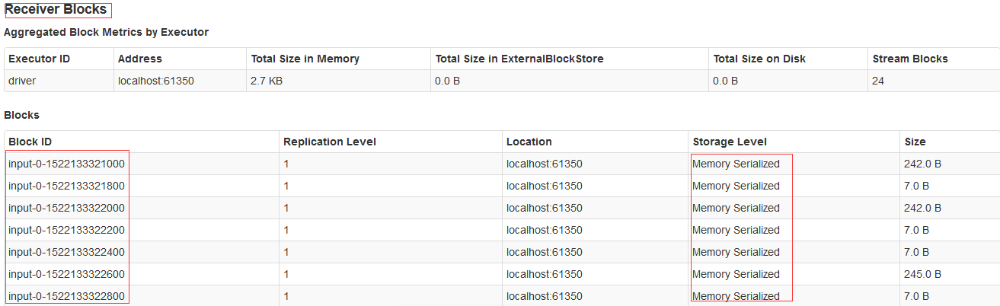 Receiver Blocks
Aggregated Block Metrics by Executor
Executor ID Address Total Size in Memory Total Size in ExternalBlockStore Total Size on Disk Stream Blocks
driver localhost:61350 2.7 KB 0.0 B 0.0 B 24
Blocks
Block ID Replication Level Location Storage Level Size
input-0-1522133321000 1 localhost:61350 Memory Serialized 242.0 B
input-0-1522133321800 1 localhost:61350 Memory Serialized 7.0 B
input-0-1522133322000 1 localhost:61350 Memory Serialized 242.0 B
input-0-1522133322200 1 localhost:61350 Memory Serialized 7.0 B
input-0-1522133322400 1 localhost:61350 Memory Serialized 7.0 B
input-0-1522133322600 1 localhost:61350 Memory Serialized 245.0 B
input-0-1522133322800 1 localhost:61350 Memory Serialized 7.0 B